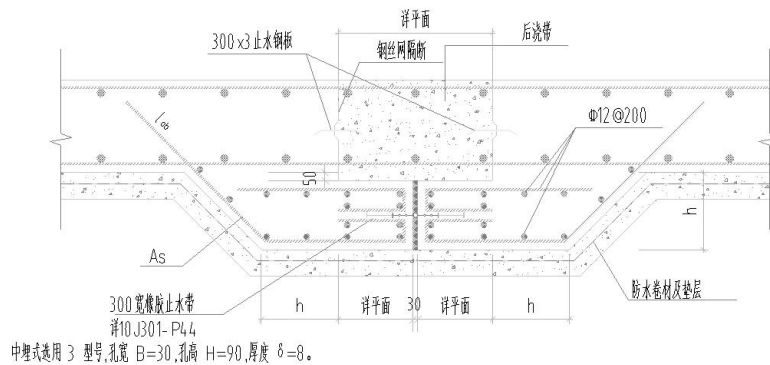 详平面
300x3止水钢板
钢丝网隔断
后浇带
Φ12@200
lab
50
h
As
300宽橡胶止水带
详10J301-P44
h
详平面
30
详平面
h
防水卷材及垫层
中埋式选用 3 型号,孔宽 B=30,孔高 H=90,厚度 δ=8。